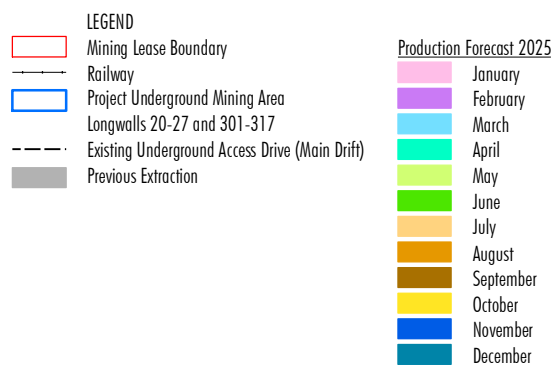 LEGEND
Mining Lease Boundary
Railway
Project Underground Mining Area
Longwalls 20-27 and 301-317
Existing Underground Access Drive (Main Drift)
Previous Extraction
Production Forecast 2025
January
February
March
April
May
June
July
August
September
October
November
December